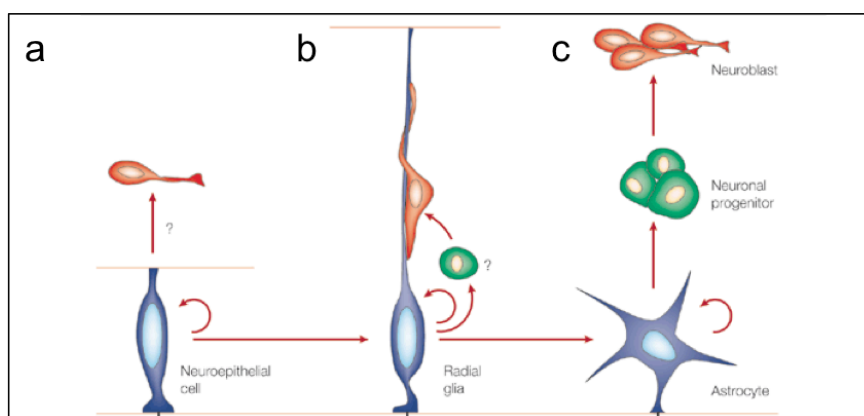 a
b
c
Neuroblast
?
Neuronal
progenitor
?
Neuroepithelial
cell
Radial
glia
Astrocyte